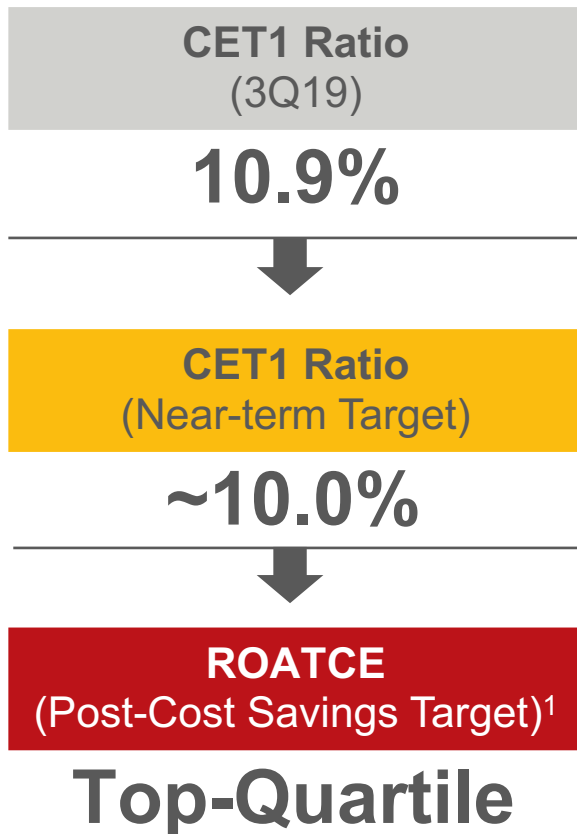 CET1 Ratio
(3Q19)
10.9%
CET1 Ratio
(Near-term Target)
~10.0%
ROATCE
(Post-Cost Savings Target)¹
Top-Quartile